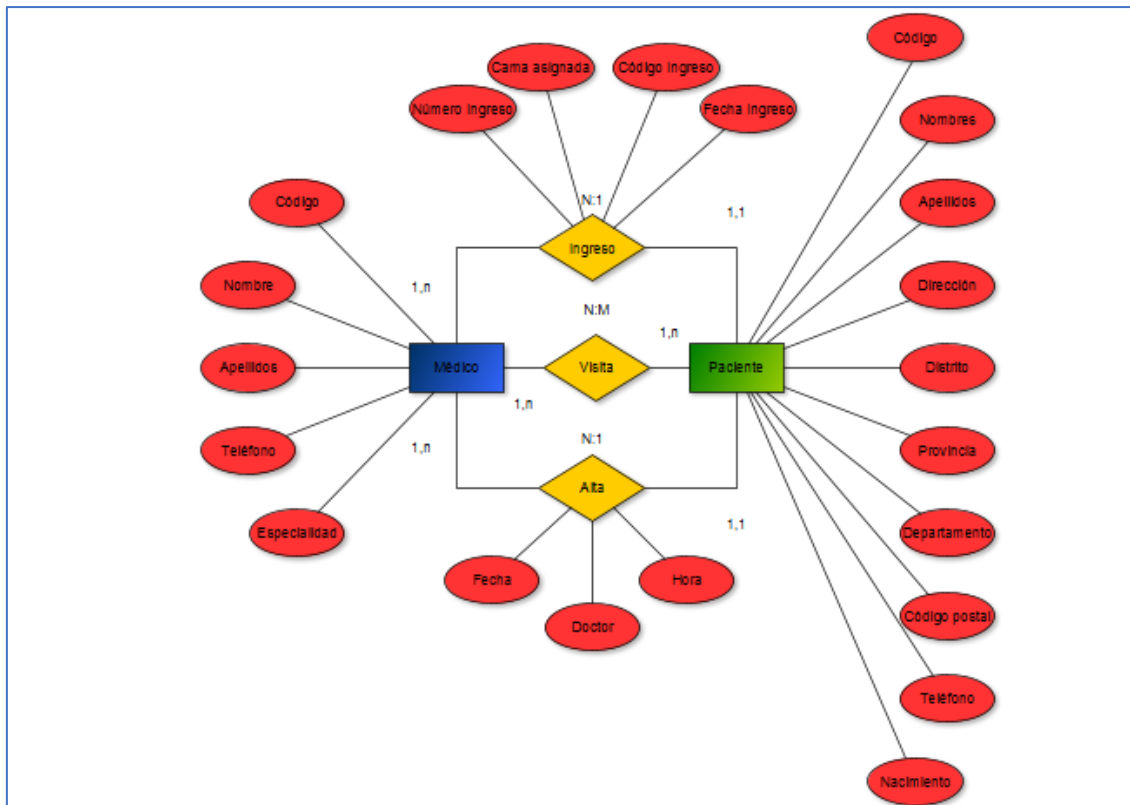 Código
Cama asignada
Código Ingreso
Número Ingreso
Fecha Ingreso
Nombres
Código
N:1
Apellidos
1,1
Ingreso
Nombre
1,n
Dirección
N:M
1,n
Médico
Visita
Paciente
Apellidos
Distrito
1,n
Teléfono
1,n
N:1
Provincia
Alta
1,1
Especialidad
Departamento
Fecha
Hora
Doctor
Código postal
Teléfono
Nacimiento